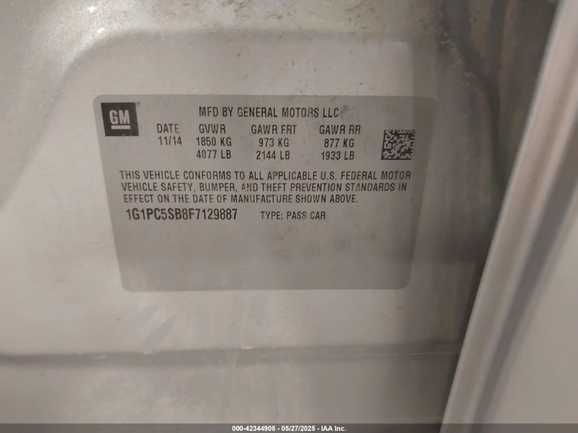 GM
MFD BY GENERAL MOTORS LLC
DATE GVWR GAWR FRT GAWR RR
11/14 1850 KG 973 KG 877 KG
4077 LB 2144 LB 1933 LB
THIS VEHICLE CONFORMS TO ALL APPLICABLE U.S. FEDERAL MOTOR
VEHICLE SAFETY, BUMPER, AND THEFT PREVENTION STANDARDS IN
EFFECT ON THE DATE OF MANUFACTURE SHOWN ABOVE.
1G1PC5SB8F7129887 TYPE: PASS CAR
000-42344905 - 05/27/2025 - IAA Inc.